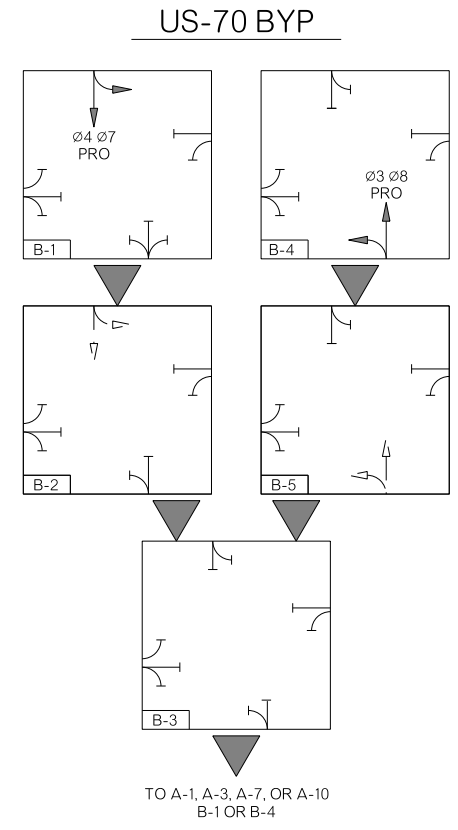 US-70 BYP
Ø4 Ø7
PRO
B-1
Ø3 Ø8
PRO
B-4
B-2
B-5
B-3
TO A-1, A-3, A-7, OR A-10
B-1 OR B-4